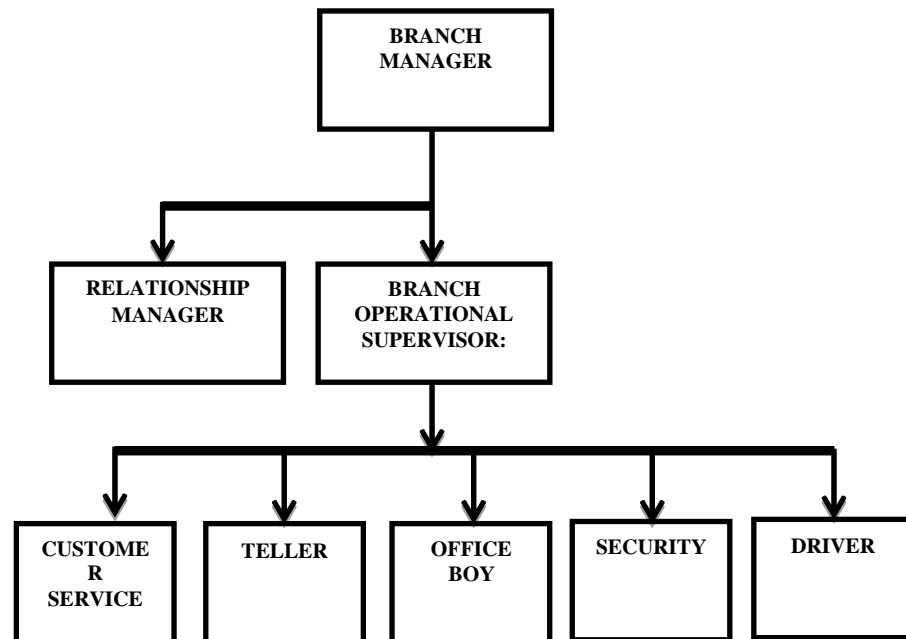 BRANCH
MANAGER
RELATIONSHIP
MANAGER
BRANCH
OPERATIONAL
SUPERVISOR:
CUSTOME
R
SERVICE
TELLER
OFFICE
BOY
SECURITY
DRIVER